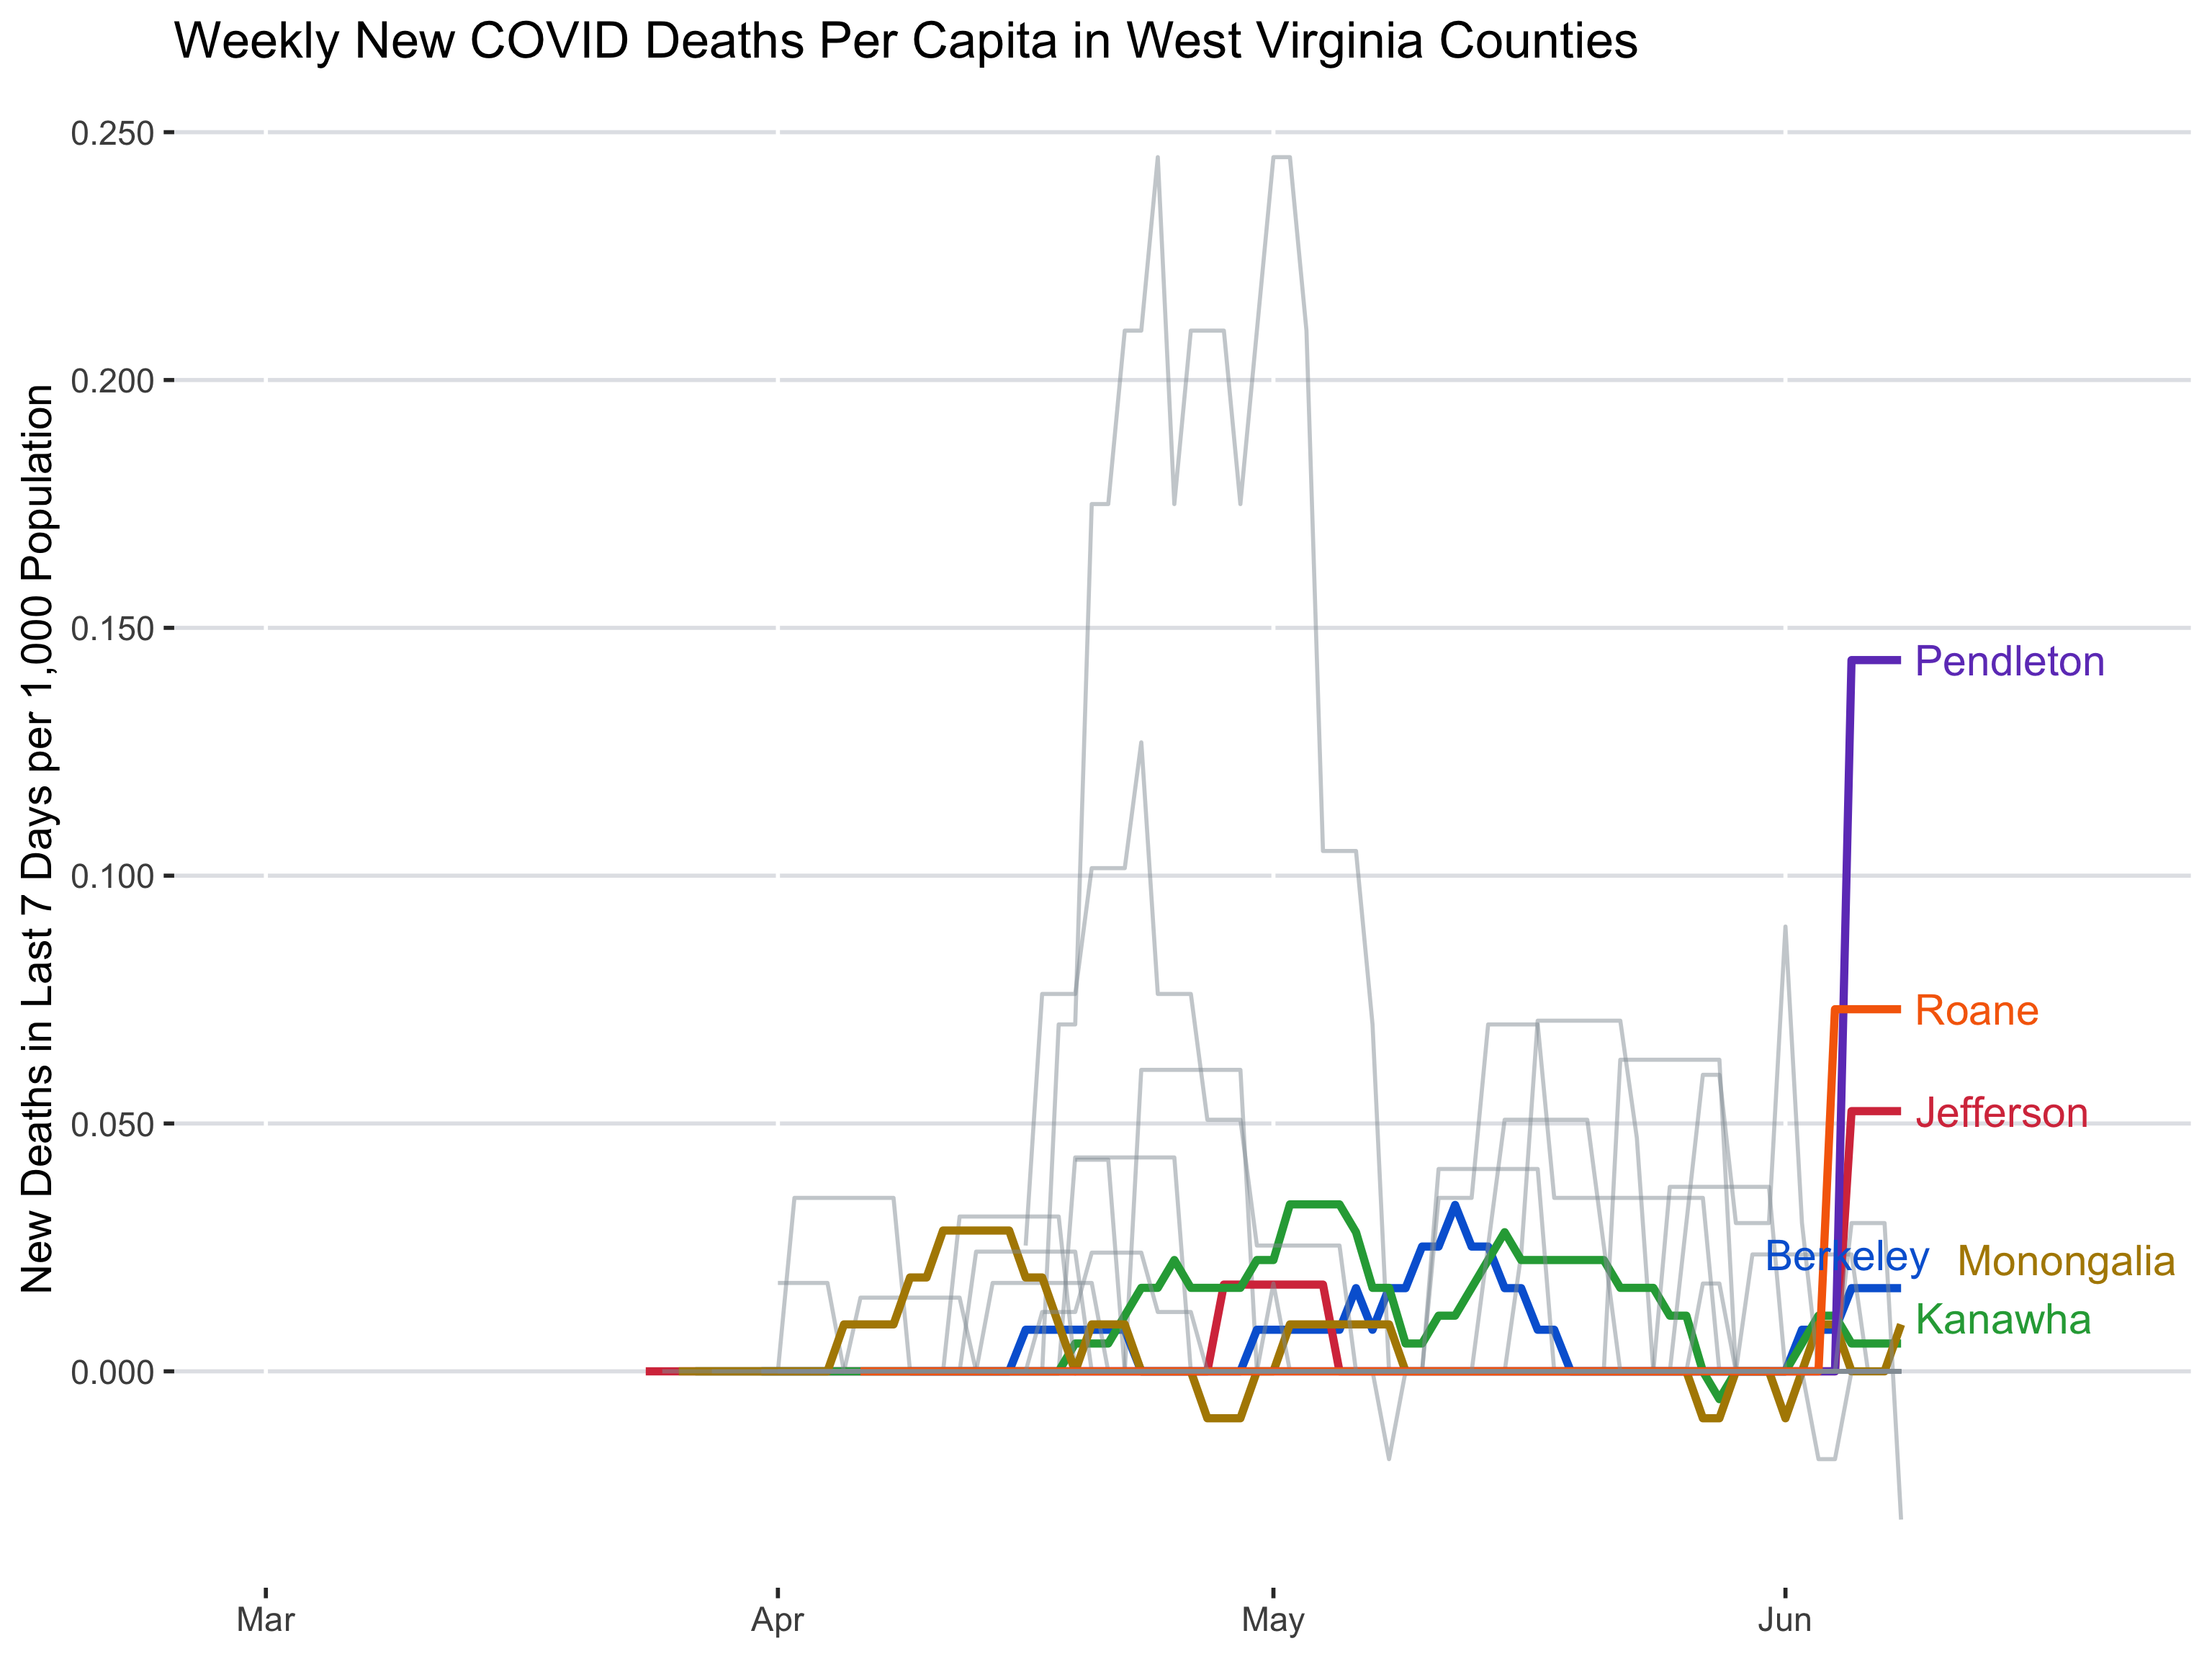 Weekly New COVID Deaths Per Capita in West Virginia Counties
New Deaths in Last 7 Days per 1,000 Population
0.250
0.200
0.150
0.100
0.050
0.000
Pendleton
Roane
Jefferson
Berkeley
Monongalia
Kanawha
Mar
Apr
May
Jun